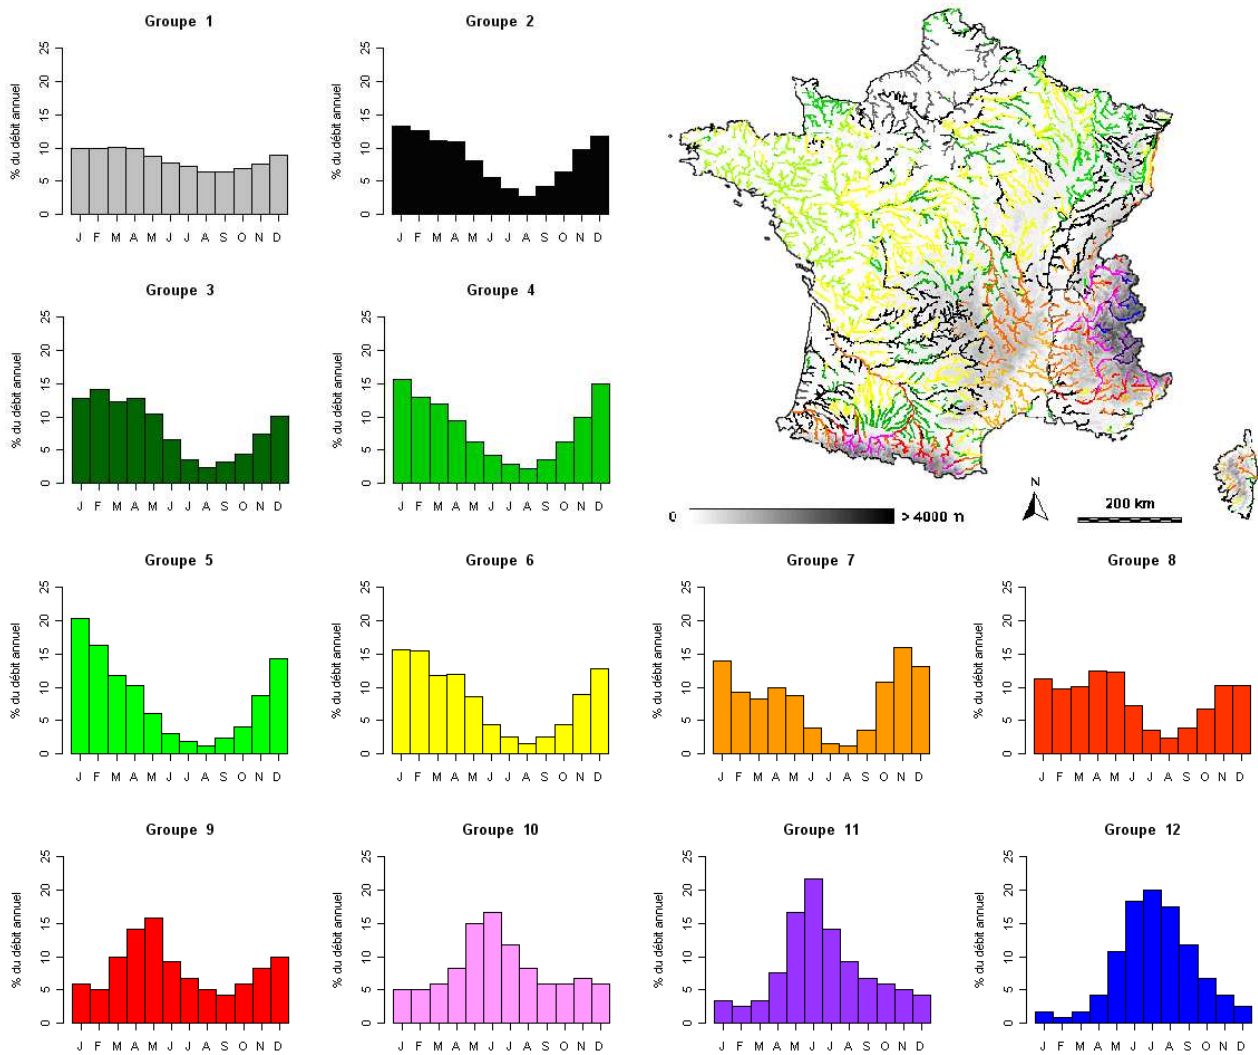 Groupe 1
% du débit annuel
25
20
15
10
5
0
J F M A M J J A S O N D
Groupe 2
% du débit annuel
25
20
15
10
5
0
J F M A M J J A S O N D
Groupe 3
% du débit annuel
25
20
15
10
5
0
J F M A M J J A S O N D
Groupe 4
% du débit annuel
25
20
15
10
5
0
J F M A M J J A S O N D
0
> 4000 m
N
200 km
Groupe 5
% du débit annuel
25
20
15
10
5
0
J F M A M J J A S O N D
Groupe 6
% du débit annuel
25
20
15
10
5
0
J F M A M J J A S O N D
Groupe 7
% du débit annuel
25
20
15
10
5
0
J F M A M J J A S O N D
Groupe 8
% du débit annuel
25
20
15
10
5
0
J F M A M J J A S O N D
Groupe 9
% du débit annuel
25
20
15
10
5
0
J F M A M J J A S O N D
Groupe 10
% du débit annuel
25
20
15
10
5
0
J F M A M J J A S O N D
Groupe 11
% du débit annuel
25
20
15
10
5
0
J F M A M J J A S O N D
Groupe 12
% du débit annuel
25
20
15
10
5
0
J F M A M J J A S O N D